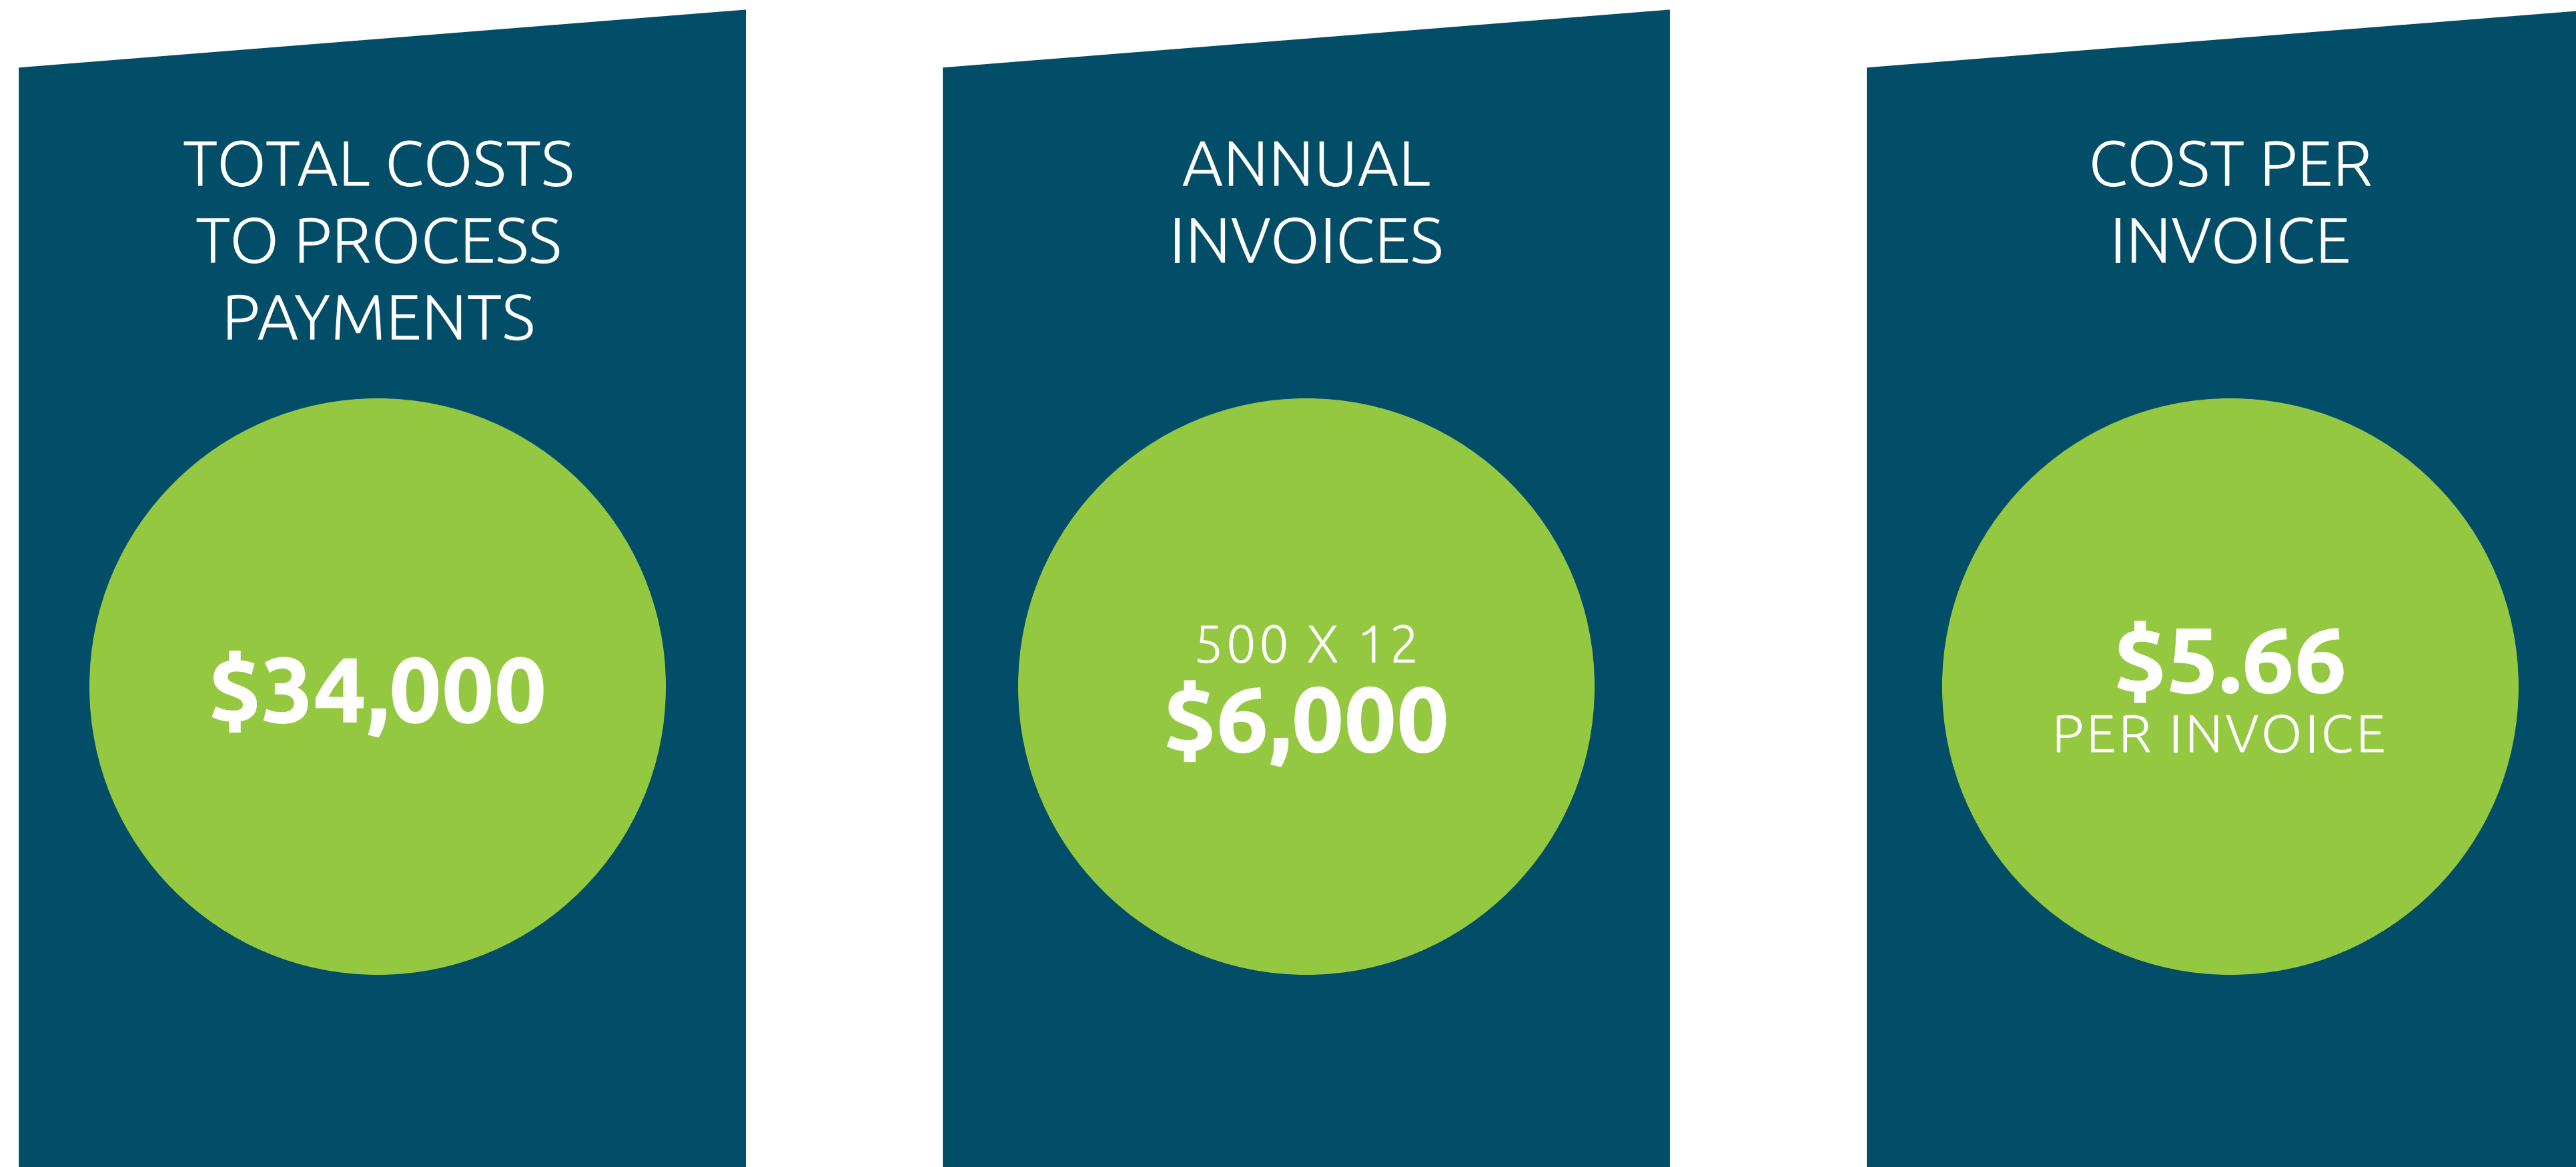 TOTAL COSTS
TO PROCESS
PAYMENTS
$34,000
ANNUAL
INVOICES
500 X 12
$6,000
COST PER
INVOICE
$5.66
PER INVOICE